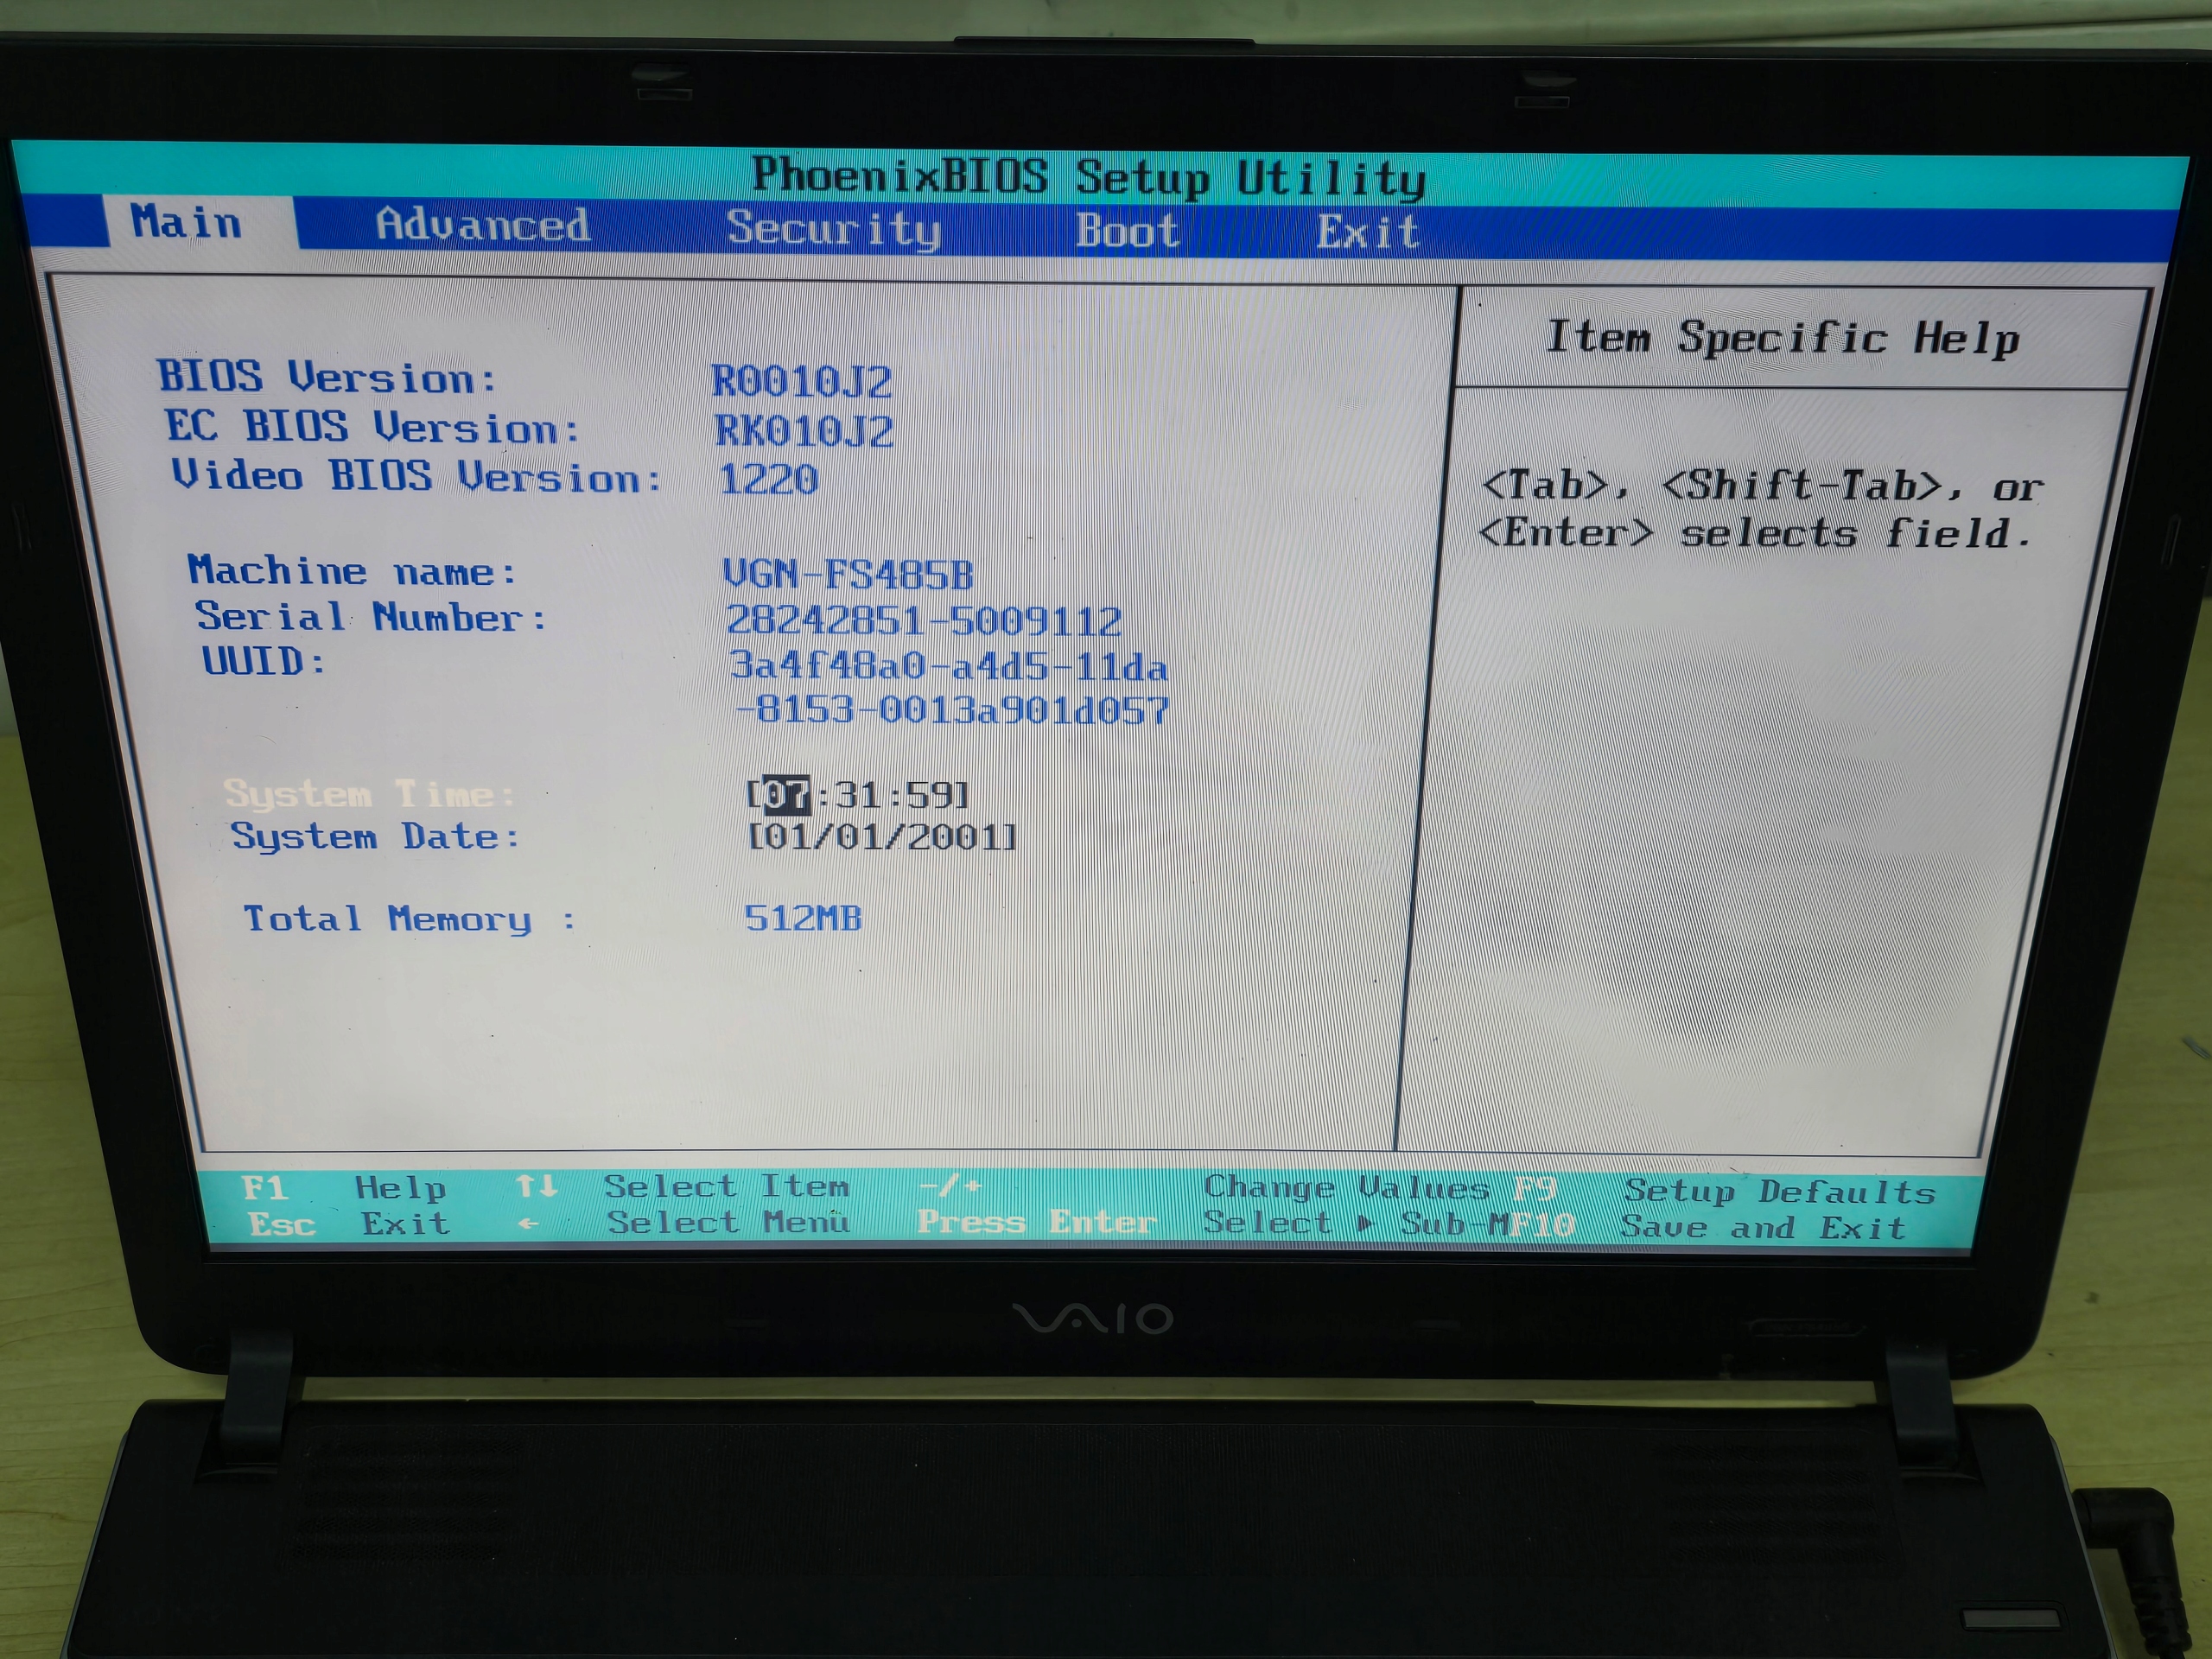 PhoenixBIOS Setup Utility
Main Advanced Security Boot Exit
Item Specific Help
BIOS Version: R0010J2
EC BIOS Version: RK010J2
Video BIOS Version: 1220
<Tab>, <Shift-Tab>, or
<Enter> selects field.
Machine name: VGN-FS485B
Serial Number: 28242851-5009112
UUID: 3a4f48a0-a4d5-11da
-8153-0013a901d057
System Time: [07:31:59]
System Date: [01/01/2001]
Total Memory : 512MB
F1 Help ↑↓ Select Item -/+ Change Values F9 Setup Defaults
Esc Exit ← Select Menu Press Enter Select ▶ Sub-MF10 Save and Exit
VAIO